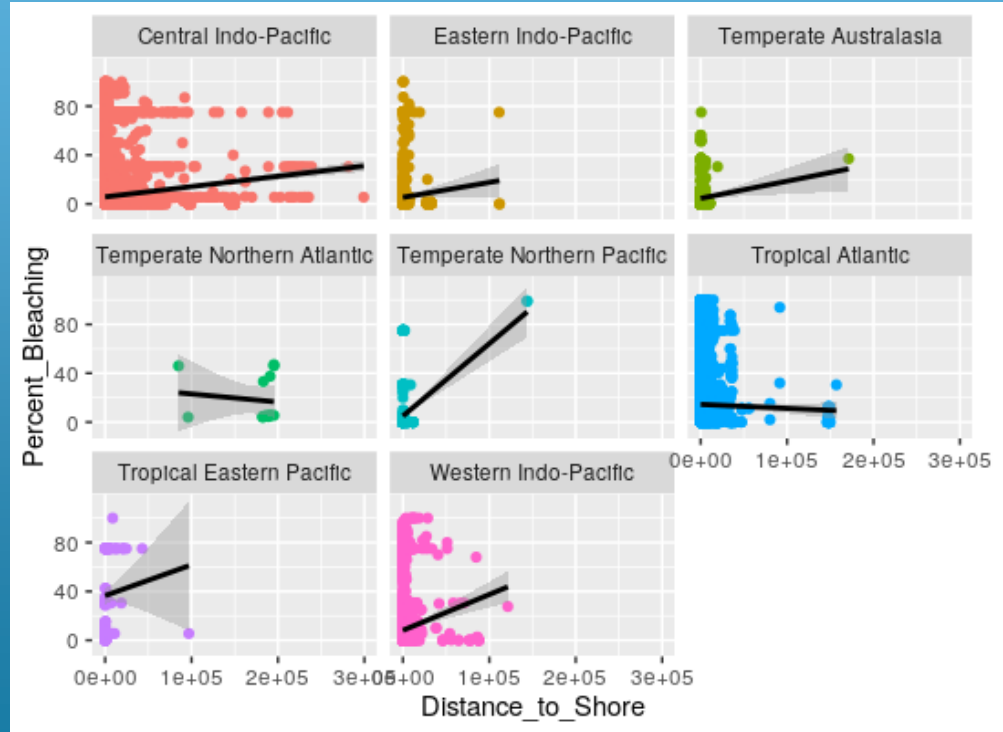 Central Indo-Pacific Eastern Indo-Pacific Temperate Australasia
80
40
0
Temperate Northern Atlantic Temperate Northern Pacific Tropical Atlantic
80
40
0
0e+00 1e+05 2e+05 3e+05
Tropical Eastern Pacific Western Indo-Pacific
80
40
0
0e+00 1e+05 2e+05 3e+05 0e+00 1e+05 2e+05 3e+05
Percent_Bleaching
Distance_to_Shore